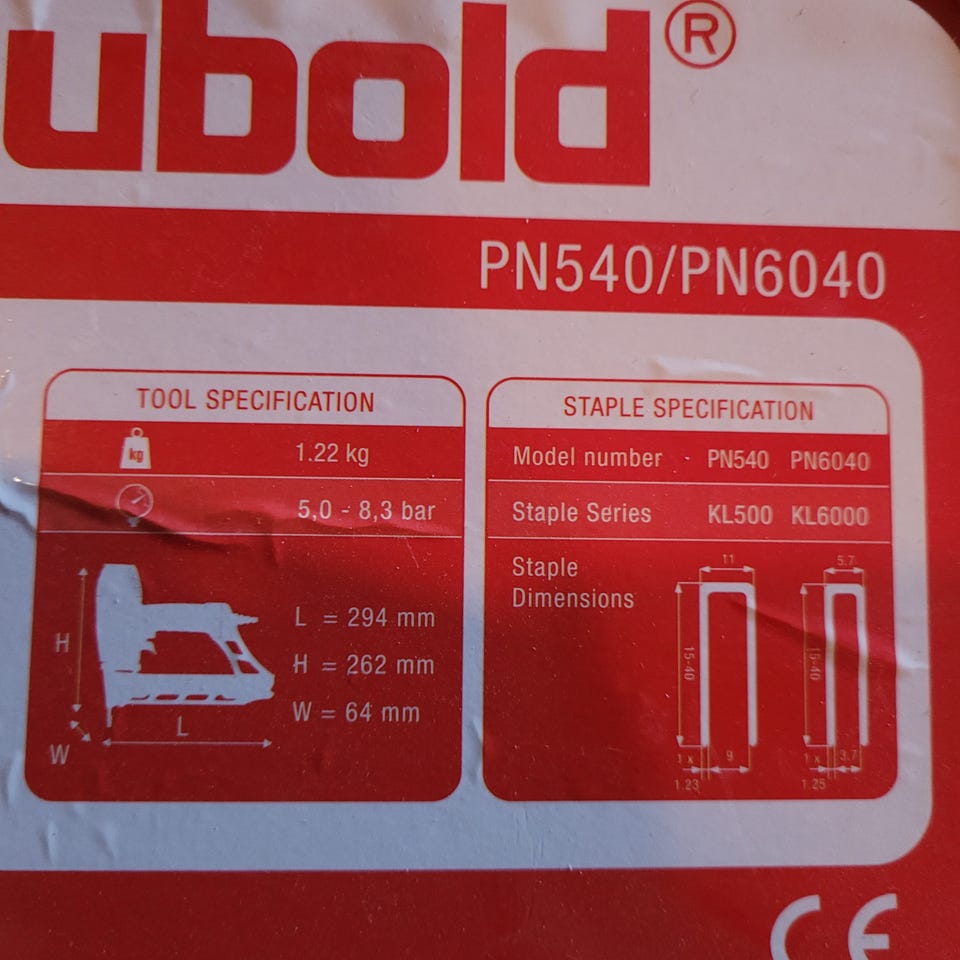 ubold®
PN540/PN6040
TOOL SPECIFICATION
kg 1.22 kg
5,0 - 8,3 bar
H
L = 294 mm
H = 262 mm
W = 64 mm
L
W
STAPLE SPECIFICATION
Model number PN540 PN6040
Staple Series KL500 KL6000
Staple
Dimensions
11 5.7
15-40 15-40
1 x 9 1 x 3.7
1.23 1.25
CE